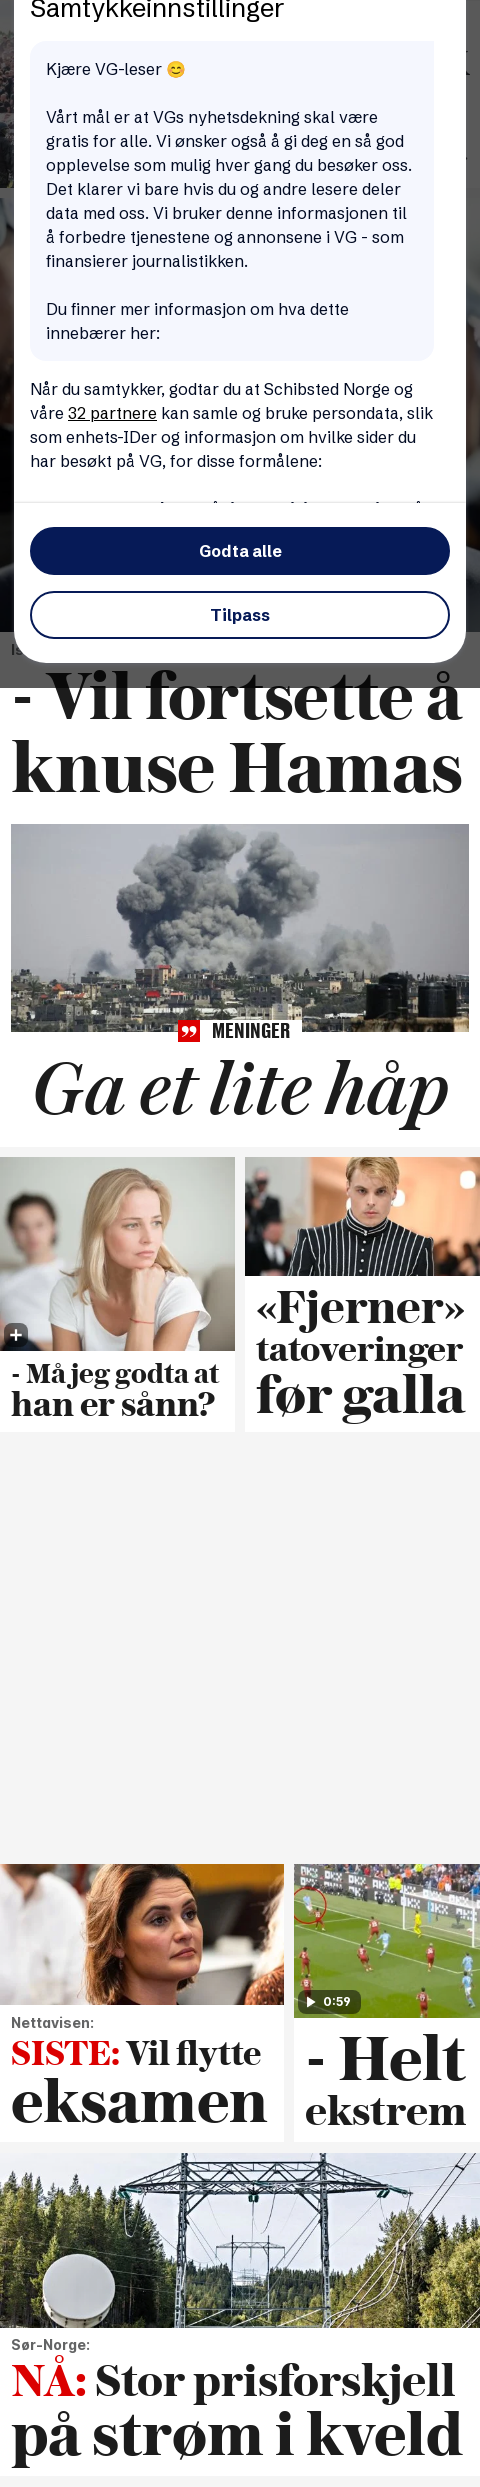 Samtykkeinnstillinger
Kjære VG-leser 😊
Vårt mål er at VGs nyhetsdekning skal være
gratis for alle. Vi ønsker også å gi deg en så god
opplevelse som mulig hver gang du besøker oss.
Det klarer vi bare hvis du og andre lesere deler
data med oss. Vi bruker denne informasjonen til
å forbedre tjenestene og annonsene i VG - som
finansierer journalistikken.
Du finner mer informasjon om hva dette
innebærer her:
Når du samtykker, godtar du at Schibsted Norge og
våre 32 partnere kan samle og bruke persondata, slik
som enhets-IDer og informasjon om hvilke sider du
har besøkt på VG, for disse formålene:
Godta alle
Tilpass
- Vil fortsette å
knuse Hamas
MENINGER
Ga et lite håp
- Må jeg godta at
han er sånn?
«Fjerner»
tatoveringer
før galla
Nettavisen:
SISTE: Vil flytte
eksamen
0:59
- Helt
ekstrem
Sør-Norge:
NÅ: Stor prisforskjell
på strøm i kveld